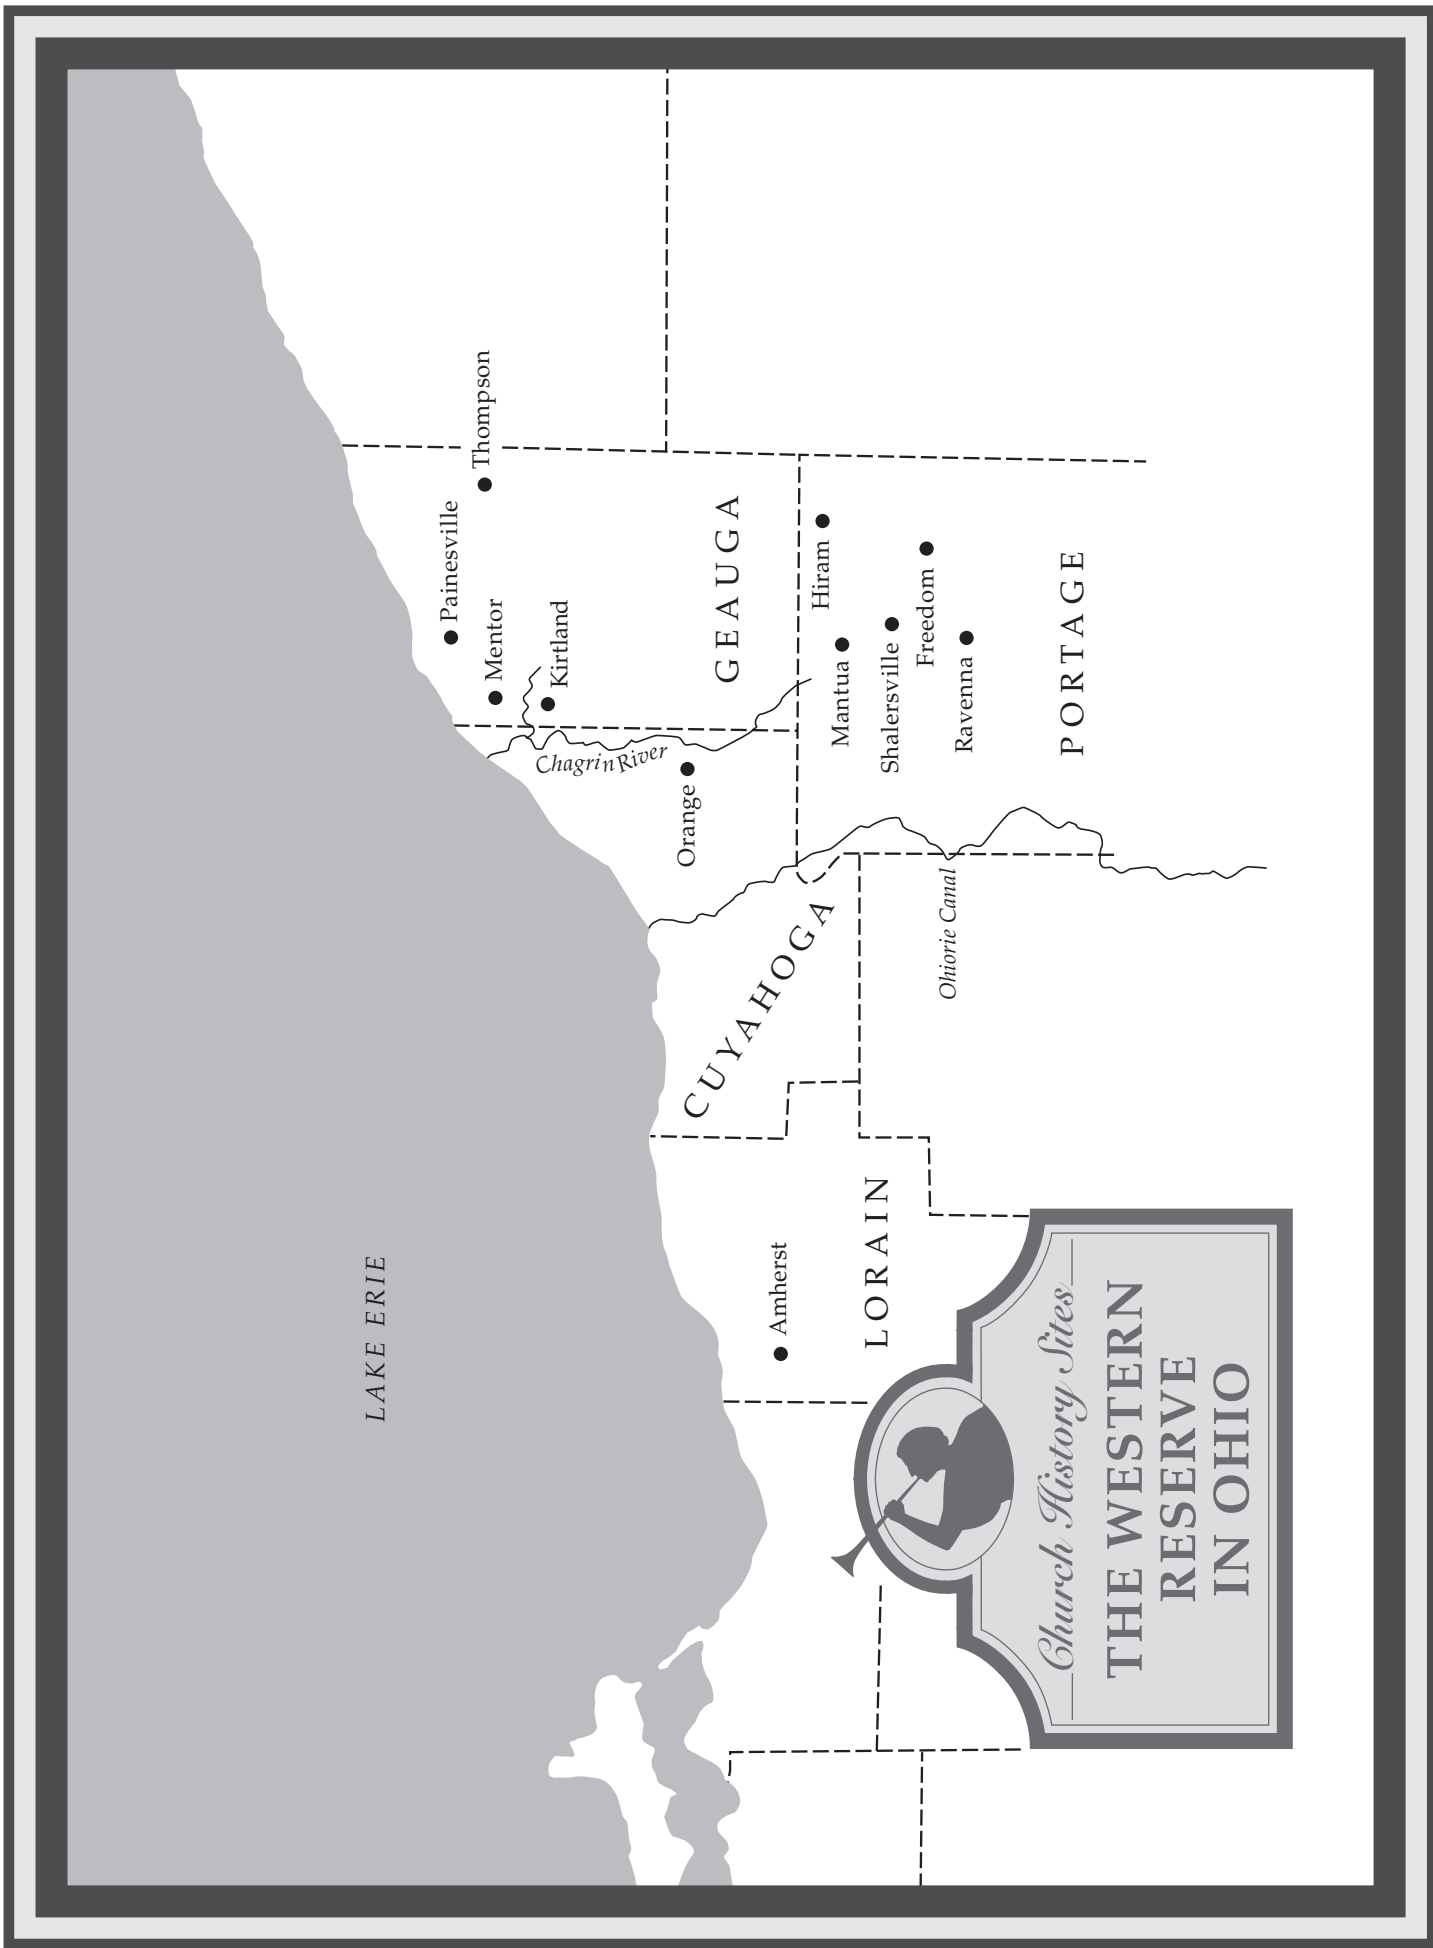 LAKE ERIE
Thompson
Painesville
Mentor
Kirtland
Chagrin River
Orange
GEAUGA
Hiram
Mantua
Shalersville
Freedom
Ravenna
PORTAGE
CUYAHOGA
Ohiorie Canal
Amherst
LORAIN
Church History Sites
THE WESTERN
RESERVE
IN OHIO